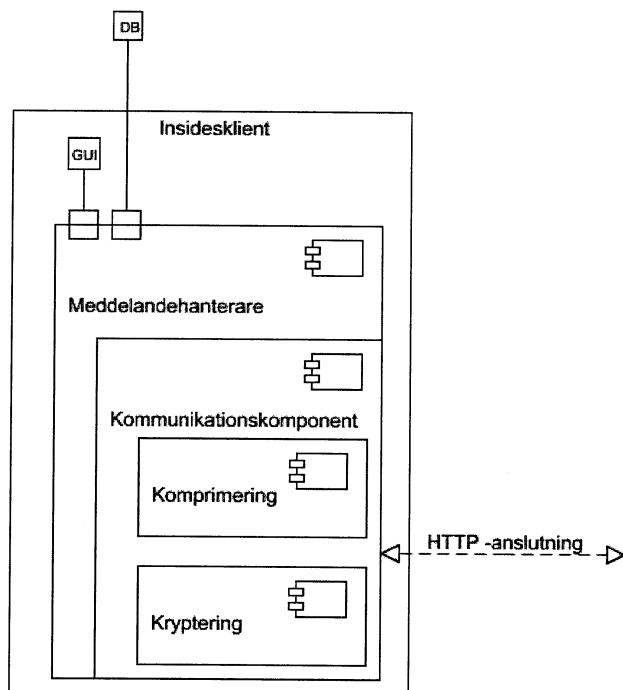 DB
Insidesklient
GUI
Meddelandehanterare
Kommunikationskomponent
Komprimering
HTTP -anslutning
Kryptering